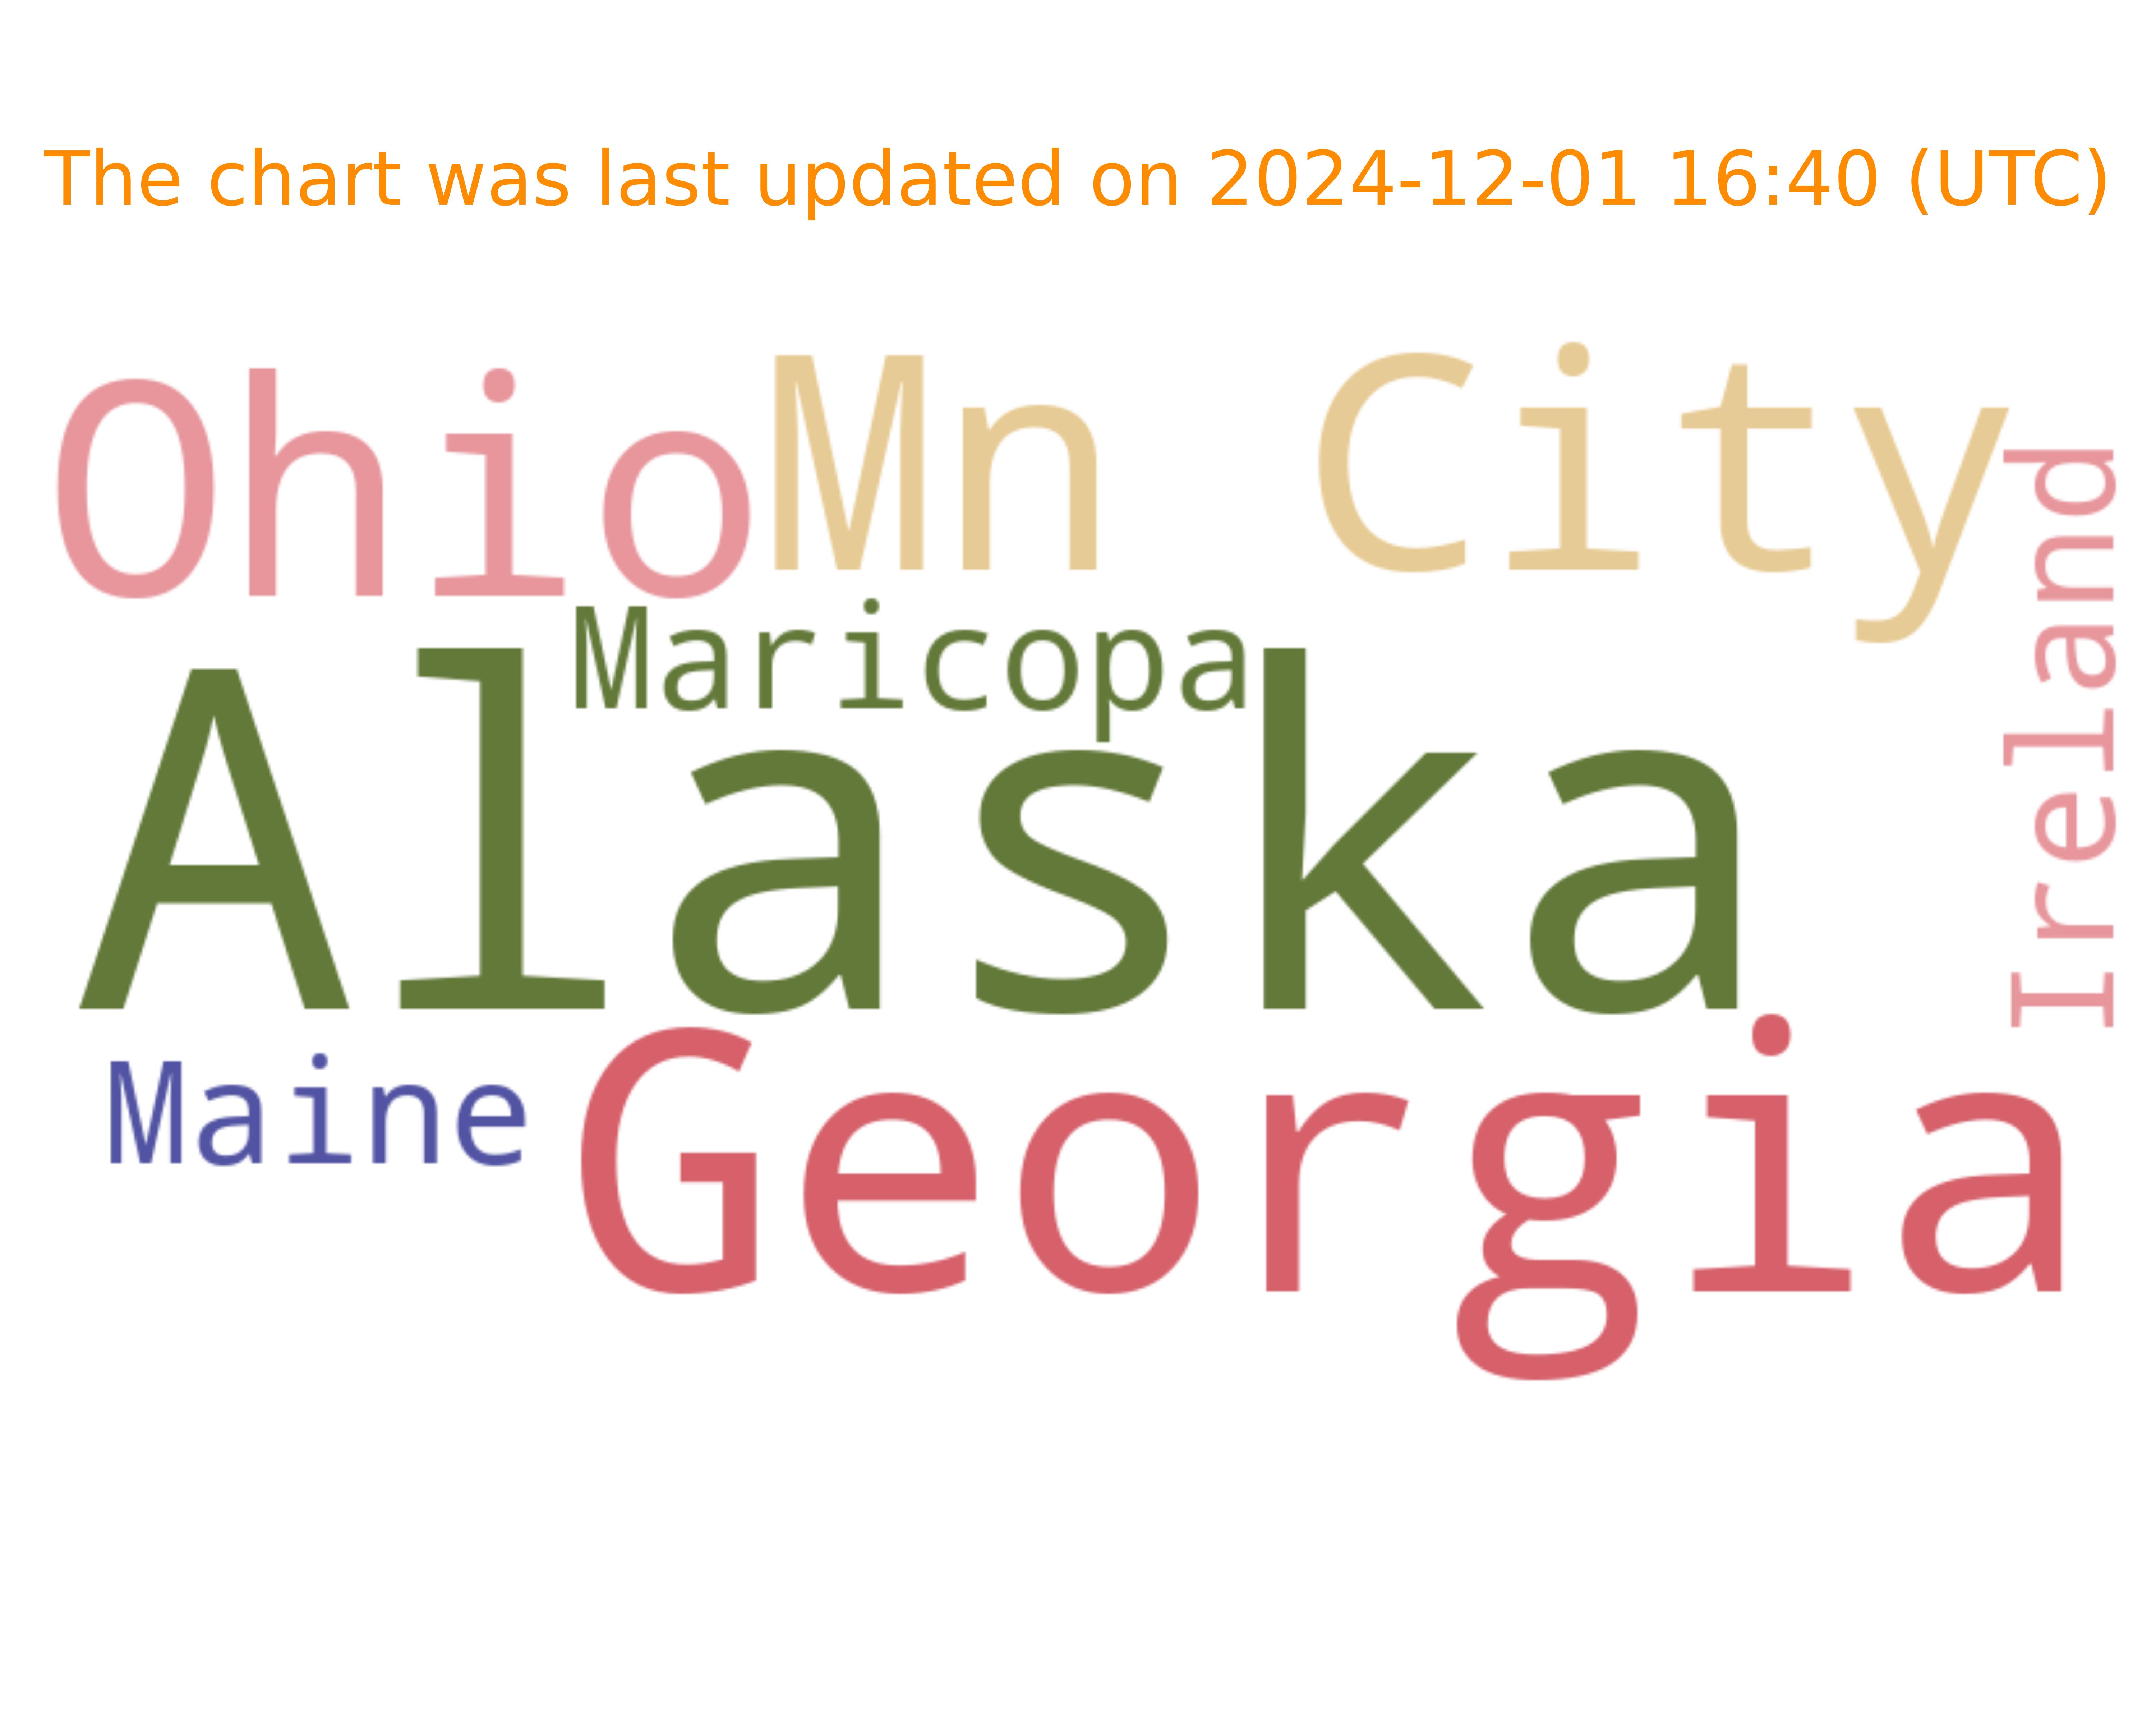 The chart was last updated on 2024-12-01 16:40 (UTC)
Ohio
Mn City
Ireland
Maricopa
Alaska
Maine
Georgia